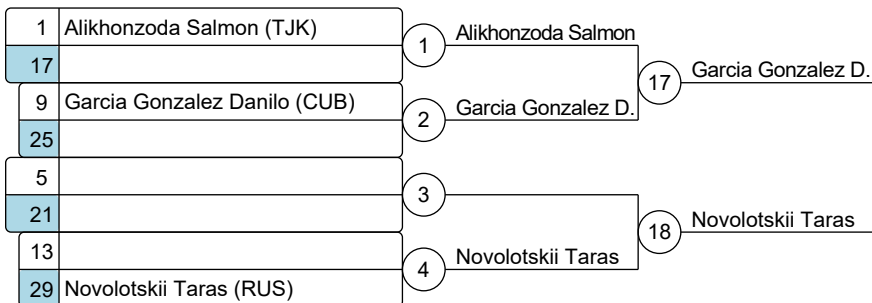 1 Alikhonzoda Salmon (TJK)
17
9 Garcia Gonzalez Danilo (CUB)
25
5
21
13
29 Novolotskii Taras (RUS)
1 Alikhonzoda Salmon
2 Garcia Gonzalez D.
3
4 Novolotskii Taras
17 Garcia Gonzalez D.
18 Novolotskii Taras